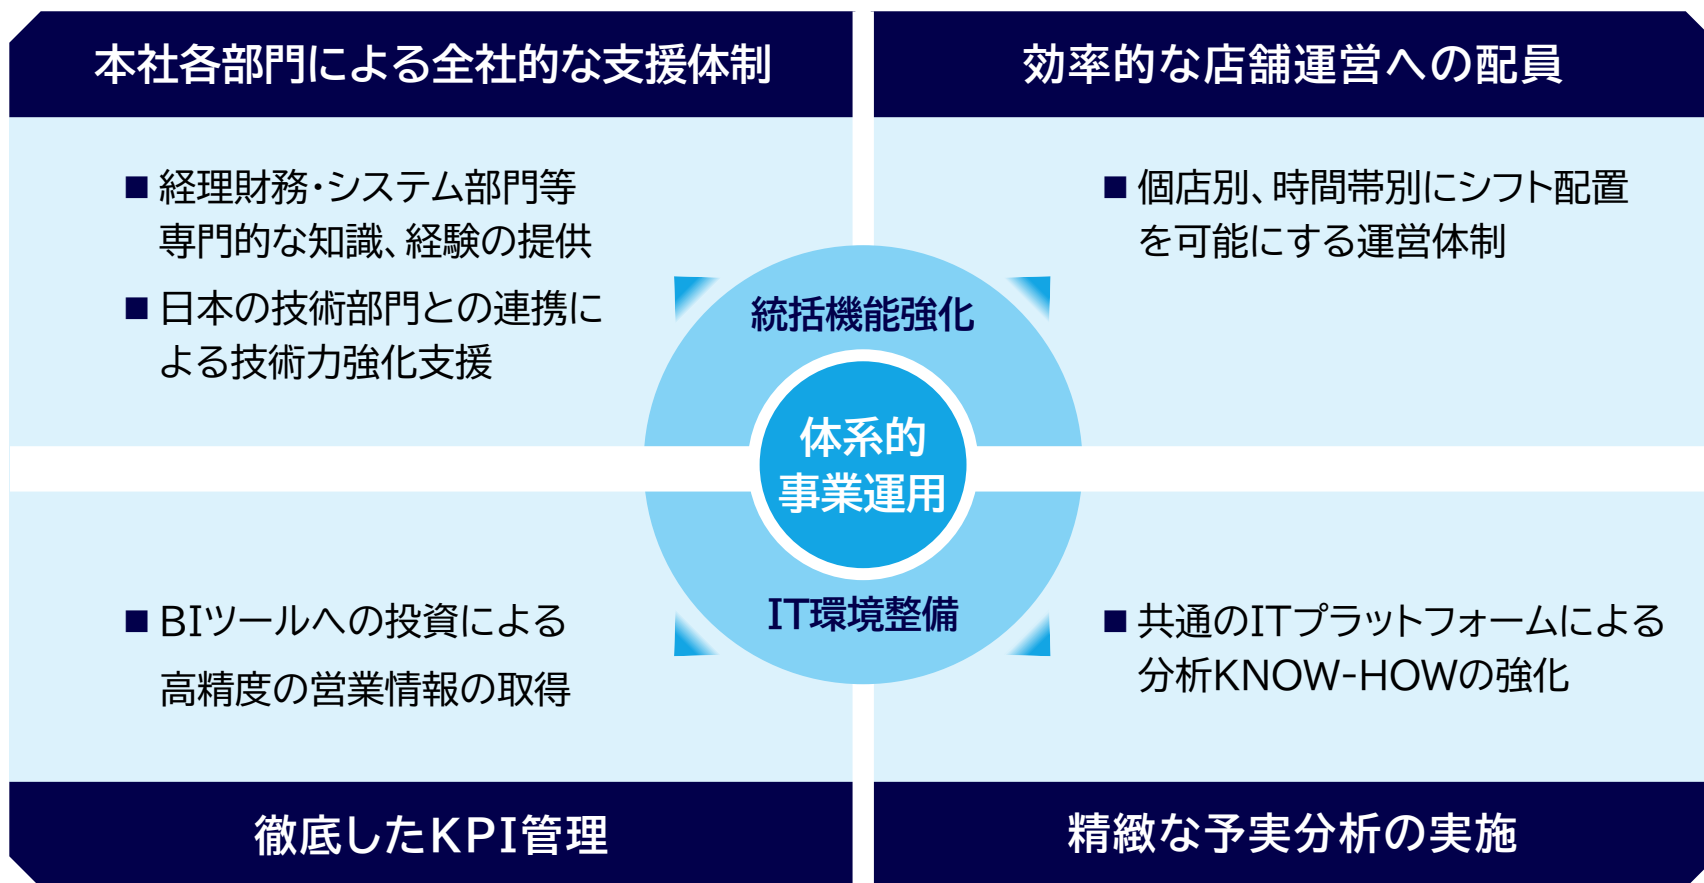 本社各部門による全社的な支援体制
■ 経理財務・システム部門等
専門的な知識、経験の提供
■ 日本の技術部門との連携に
よる技術力強化支援
効率的な店舗運営への配員
■ 個店別、時間帯別にシフト配置
を可能にする運営体制
統括機能強化
体系的
事業運用
IT環境整備
■ BIツールへの投資による
高精度の営業情報の取得
徹底したKPI管理
■ 共通のITプラットフォームによる
分析KNOW-HOWの強化
精緻な予実分析の実施